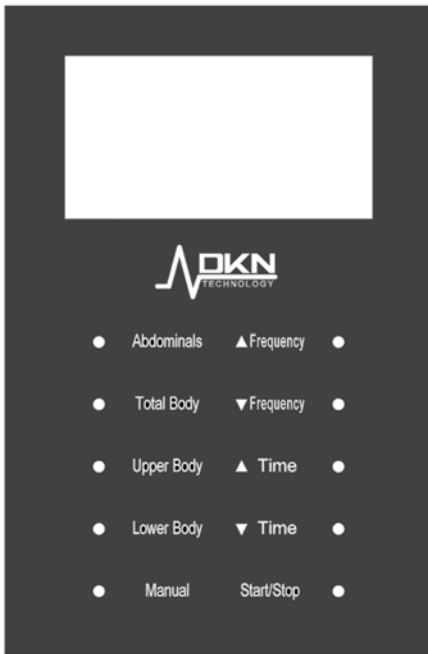 DKN
TECHNOLOGY
Abdominals ▲Frequency
Total Body ▼Frequency
Upper Body ▲ Time
Lower Body ▼ Time
Manual Start/Stop